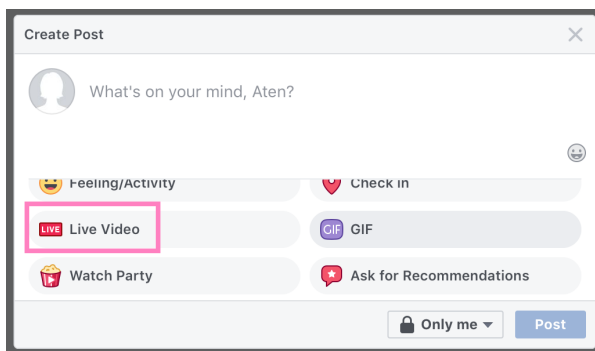 Create Post
What's on your mind, Aten?
Feeling/Activity
Check in
LIVE Live Video
GIF GIF
Watch Party
Ask for Recommendations
Only me
Post